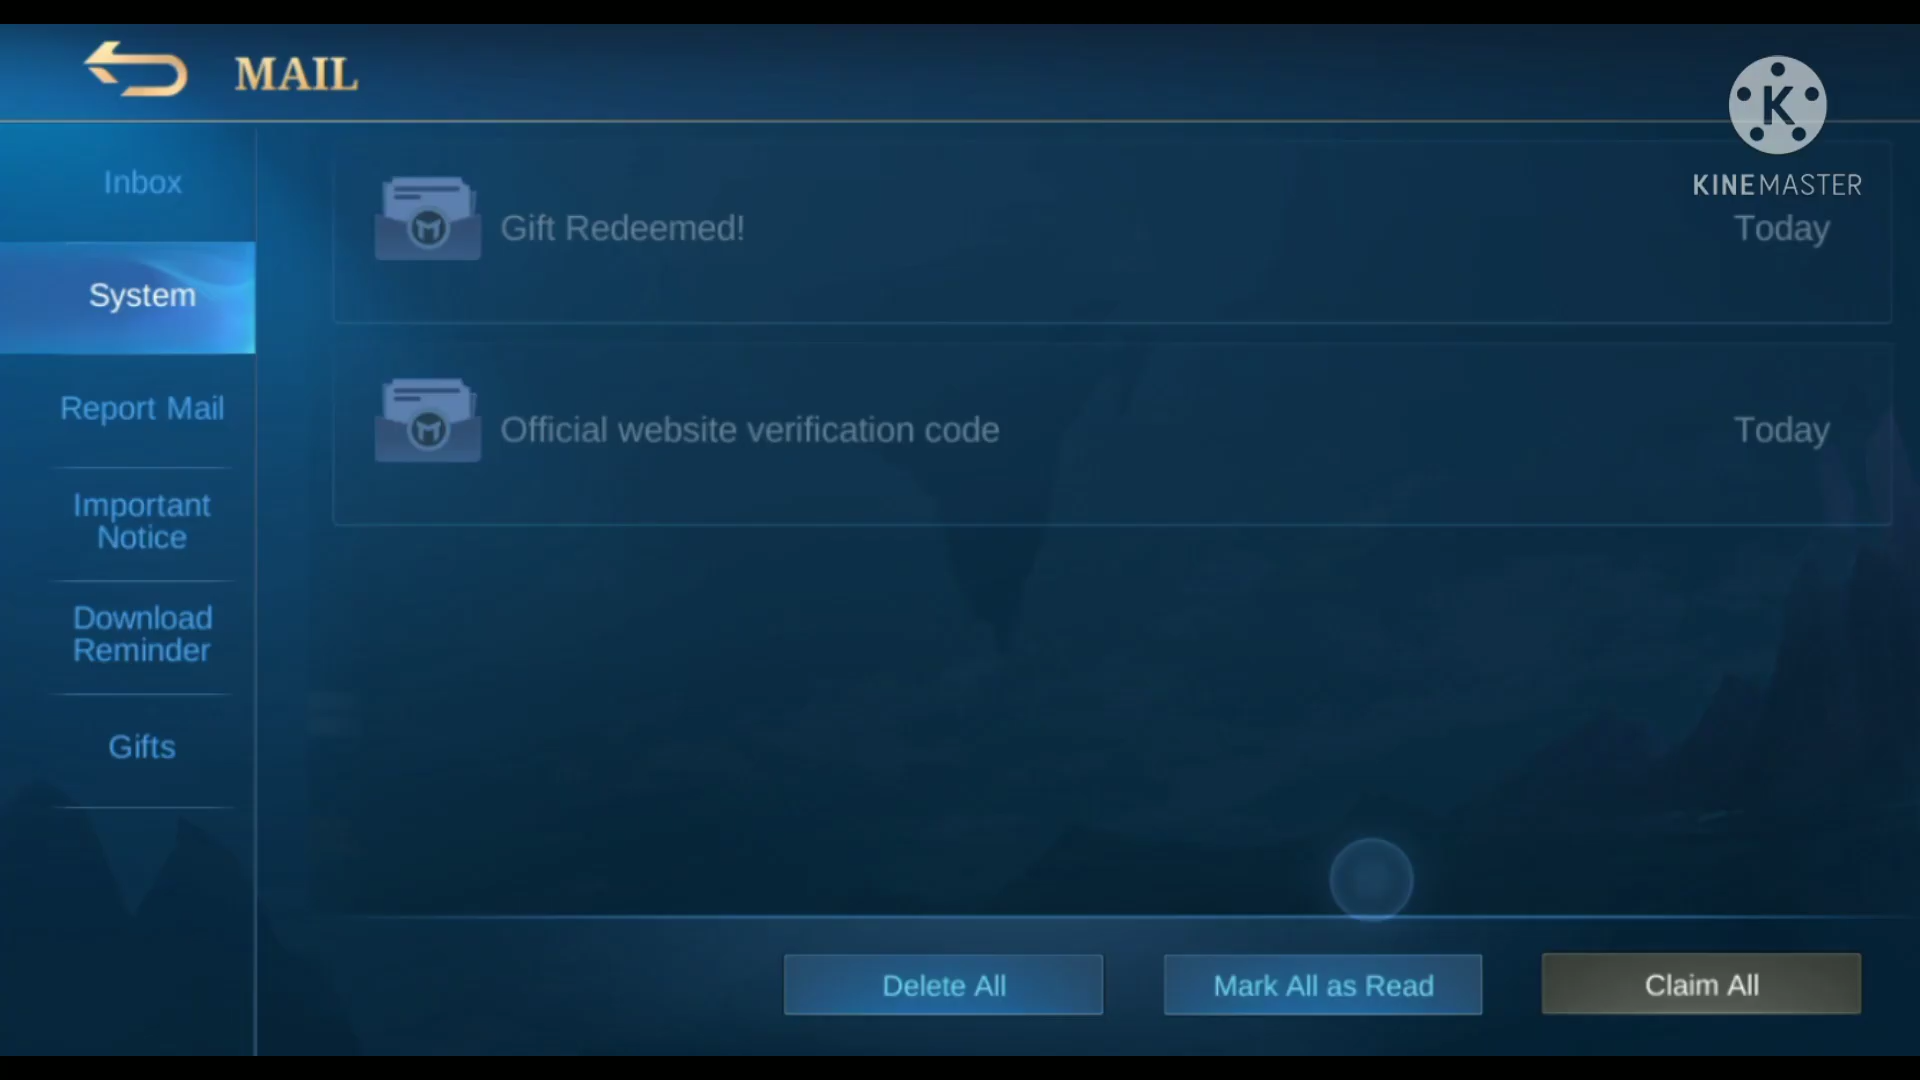 MAIL
K
KINEMASTER
Inbox
System
Report Mail
Important
Notice
Download
Reminder
Gifts
Gift Redeemed!
Today
Official website verification code
Today
Delete All
Mark All as Read
Claim All